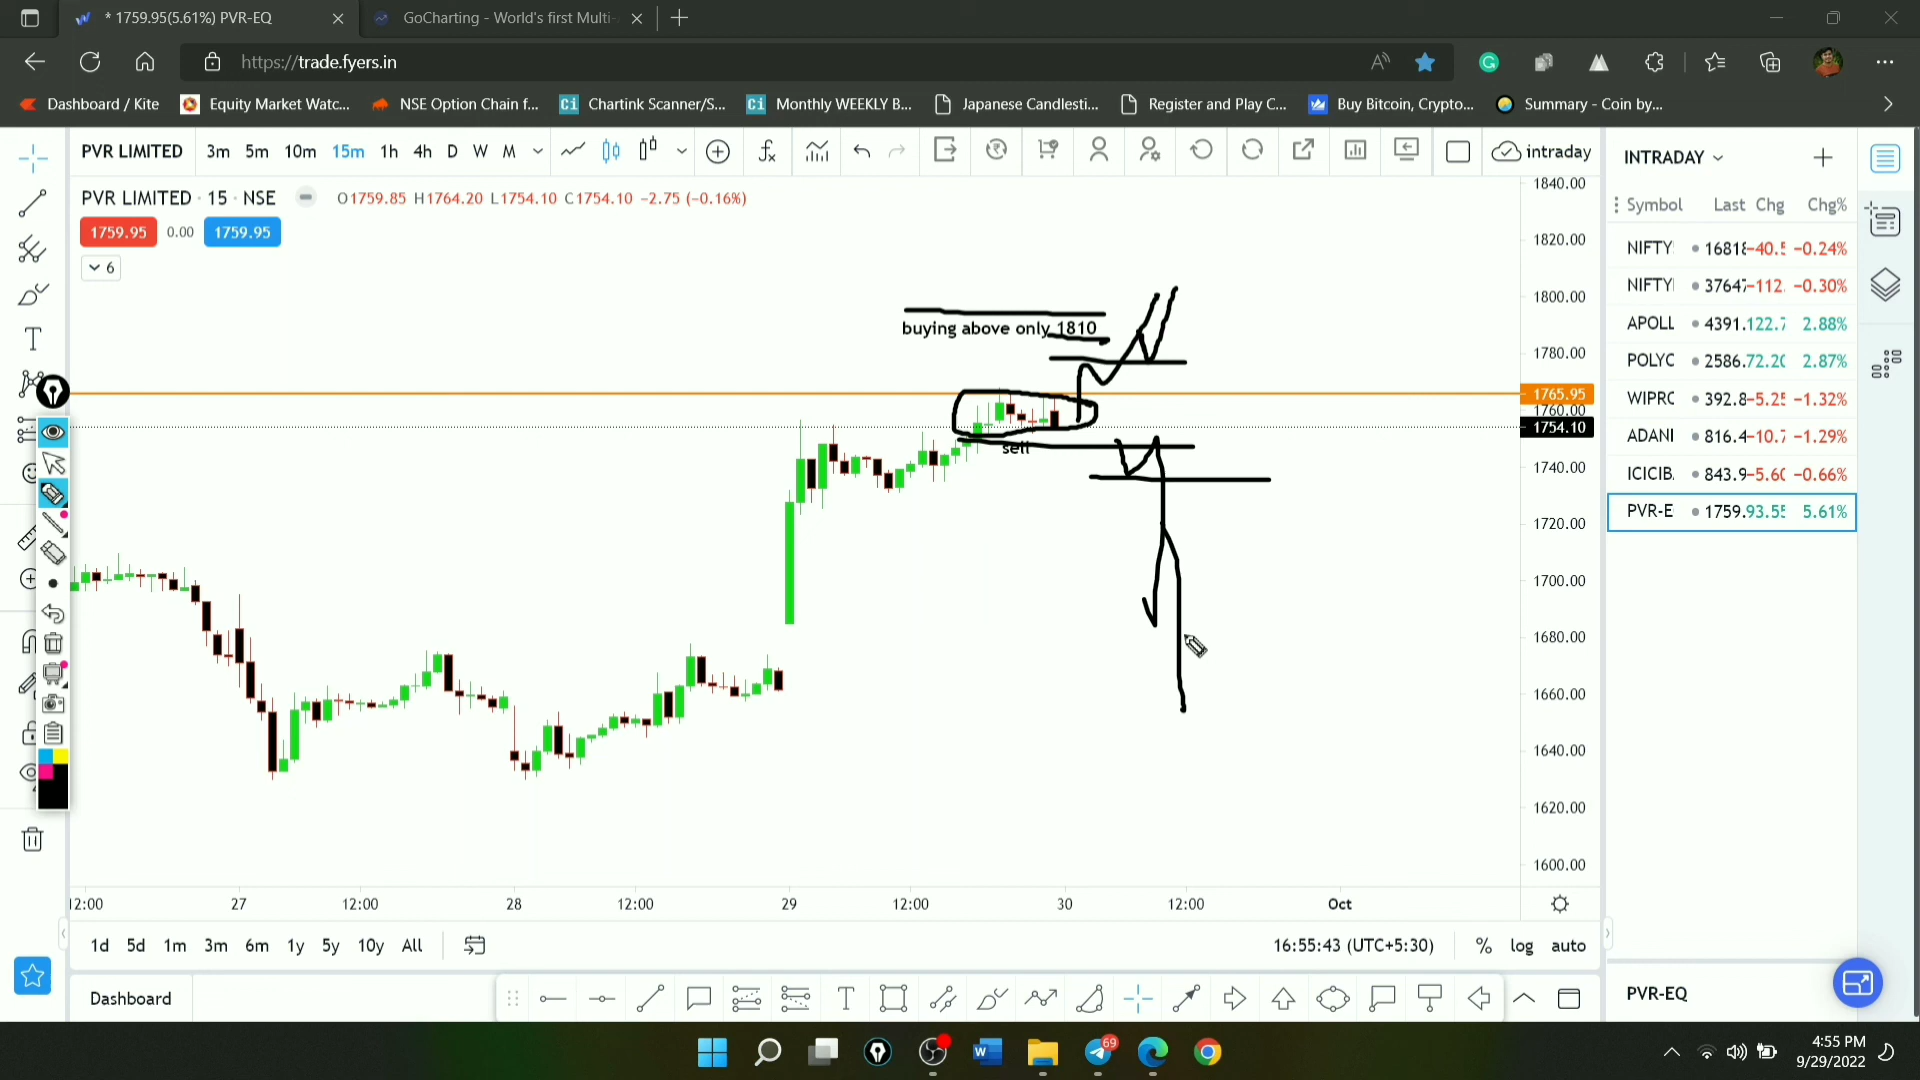 * 1759.95(5.61%) PVR-EQ
GoCharting - World's first Multi-
https://trade.fyers.in
Dashboard / Kite
Equity Market Watc...
NSE Option Chain f...
Chartink Scanner/S...
Monthly WEEKLY B...
Japanese Candlesti...
Register and Play C...
Buy Bitcoin, Crypto...
Summary - Coin by...
PVR LIMITED 3m 5m 10m 15m 1h 4h D W M
intraday
PVR LIMITED · 15 · NSE
O1759.85 H1764.20 L1754.10 C1754.10 -2.75 (-0.16%)
1759.95 0.00 1759.95
6
buying above only 1810
sell
1840.00
1820.00
1800.00
1780.00
1765.95
1760.00
1754.10
1740.00
1720.00
1700.00
1680.00
1660.00
1640.00
1620.00
1600.00
12:00 27 12:00 28 12:00 29 12:00 30 12:00 Oct
1d 5d 1m 3m 6m 1y 5y 10y All
16:55:43 (UTC+5:30) % log auto
Dashboard
INTRADAY
Symbol Last Chg Chg%
NIFTY 16818 -40.5 -0.24%
NIFTY 37647 -112. -0.30%
APOLL 4391. 122.7 2.88%
POLYC 2586. 72.20 2.87%
WIPRO 392.8 -5.25 -1.32%
ADANI 816.4 -10.7 -1.29%
ICICIB. 843.9 -5.60 -0.66%
PVR-E 1759. 93.55 5.61%
PVR-EQ
69
4:55 PM
9/29/2022